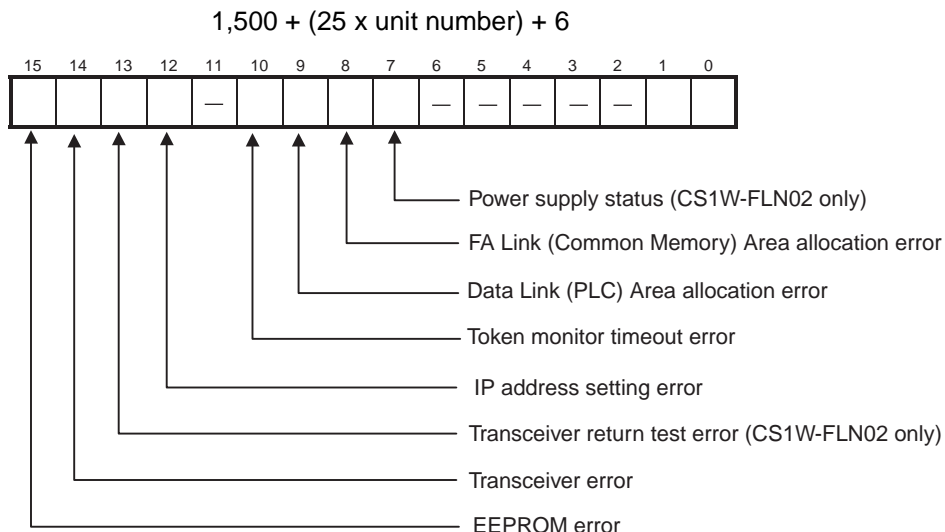 1,500 + (25 x unit number) + 6
15 14 13 12 11 10 9 8 7 6 5 4 3 2 1 0
— — — — — —
Power supply status (CS1W-FLN02 only)
FA Link (Common Memory) Area allocation error
Data Link (PLC) Area allocation error
Token monitor timeout error
IP address setting error
Transceiver return test error (CS1W-FLN02 only)
Transceiver error
EEPROM error